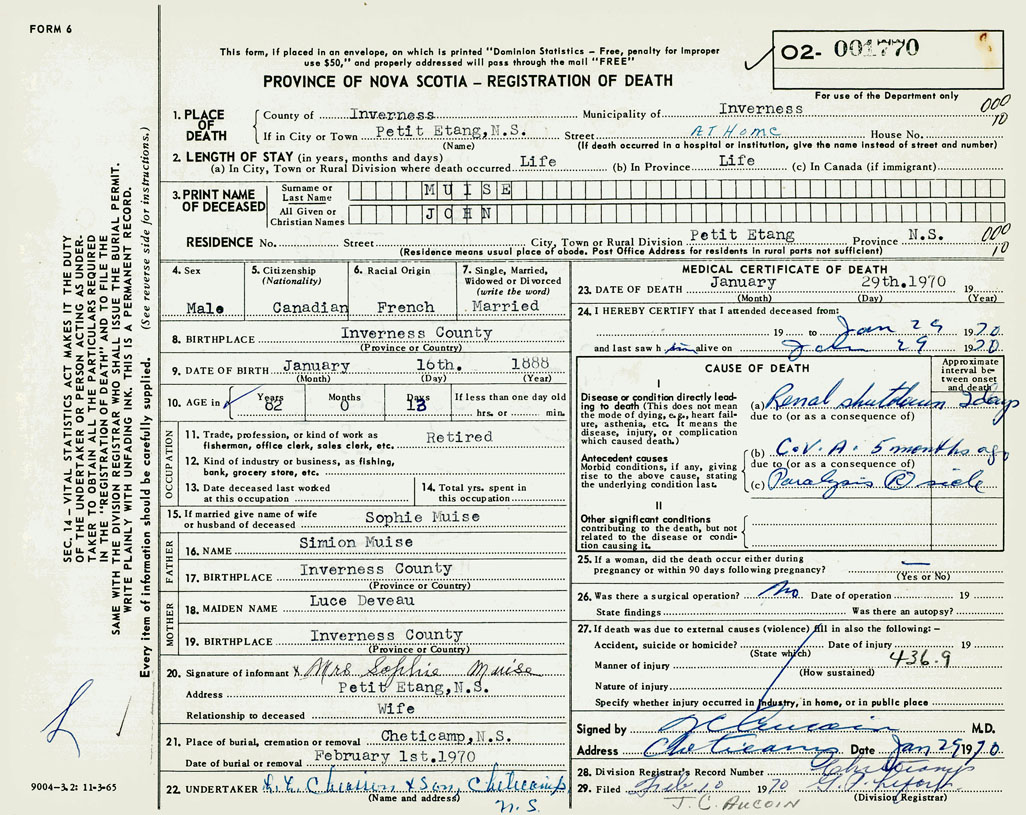 FORM 6
This form, if placed in an envelope, on which is printed "Dominion Statistics – Free, penalty for improper
use $50," and properly addressed will pass through the mail "FREE"
PROVINCE OF NOVA SCOTIA – REGISTRATION OF DEATH
O2- 001770
For use of the Department only
000
10
1. PLACE OF DEATH
County of Inverness Municipality of Inverness
If in City or Town Petit Etang, N.S. Street AT HOME House No.
(Name) (If death occurred in a hospital or institution, give the name instead of street and number)
2. LENGTH OF STAY (in years, months and days)
(a) In City, Town or Rural Division where death occurred Life (b) In Province Life (c) In Canada (if immigrant)
3. PRINT NAME OF DECEASED
Surname or Last Name MUISE
All Given or Christian Names JOHN
RESIDENCE No. Street City, Town or Rural Division Petit Etang Province N.S.
000
10
(Residence means usual place of abode. Post Office Address for residents in rural parts not sufficient)
4. Sex
Male
5. Citizenship
(Nationality)
Canadian
6. Racial Origin
French
7. Single, Married,
Widowed or Divorced
(write the word)
Married
8. BIRTHPLACE Inverness County
(Province or Country)
9. DATE OF BIRTH January 16th. 1888
(Month) (Day) (Year)
10. AGE in
Years Months Days If less than one day old
82 0 13 hrs. or min.
OCCUPATION
11. Trade, profession, or kind of work as
fisherman, office clerk, sales clerk, etc. Retired
12. Kind of industry or business, as fishing,
bank, grocery store, etc.
13. Date deceased last worked
at this occupation
14. Total yrs. spent in
this occupation
15. If married give name of wife
or husband of deceased Sophie Muise
FATHER
16. NAME Simion Muise
17. BIRTHPLACE Inverness County
(Province or Country)
MOTHER
18. MAIDEN NAME Luce Deveau
19. BIRTHPLACE Inverness County
(Province or Country)
20. Signature of informant x Mrs Sophie Muise
Address Petit Etang, N.S.
Relationship to deceased Wife
21. Place of burial, cremation or removal Cheticamp, N.S.
Date of burial or removal February 1st. 1970
22. UNDERTAKER Chiasson & Son, Cheticamp,
(Name and address) N.S.
MEDICAL CERTIFICATE OF DEATH
23. DATE OF DEATH January 29th. 1970 19
(Month) (Day) (Year)
24. I HEREBY CERTIFY that I attended deceased from:
19 to Jan 29 1970
and last saw h im alive on Jan 29 1970
CAUSE OF DEATH
Approximate interval between onset and death
I
Disease or condition directly lead-
ing to death (This does not mean
the mode of dying, e.g., heart failure,
asthenia, etc. It means the
disease, injury, or complication
which caused death.)
(a) Renal shutdown 2 days
due to (or as a consequence of)
Antecedent causes
Morbid conditions, if any, giving
rise to the above cause, stating
the underlying condition last.
(b) C.V.A. 5 months ago
due to (or as a consequence of)
(c) Paralysis Ⓡ side
II
Other significant conditions
contributing to the death, but not
related to the disease or condi-
tion causing it.
25. If a woman, did the death occur either during
pregnancy or within 90 days following pregnancy? —
(Yes or No)
26. Was there a surgical operation? No Date of operation 19
State findings Was there an autopsy?
27. If death was due to external causes (violence) fill in also the following: –
Accident, suicide or homicide? Date of injury 19
(State which)
436.9
Manner of injury
(How sustained)
Nature of injury
Specify whether injury occurred in industry, in home, or in public place
Signed by J C Aucoin M.D.
Address Cheticamp Date Jan 29 1970
28. Division Registrar's Record Number Cheticamp
29. Filed Feb 10 1970
(Division Registrar)
J. C. AUCOIN
SEC. 14 – VITAL STATISTICS ACT MAKES IT THE DUTY
OF THE UNDERTAKER OR PERSON ACTING AS UNDER-
TAKER TO OBTAIN ALL THE PARTICULARS REQUIRED
IN THE "REGISTRATION OF DEATH" AND TO FILE THE
SAME WITH THE DIVISION REGISTRAR WHO SHALL ISSUE THE BURIAL PERMIT.
WRITE PLAINLY WITH UNFADING INK. THIS IS A PERMANENT RECORD.
Every item of information should be carefully supplied. (See reverse side for instructions.)
9004–3.2: 11-3-65